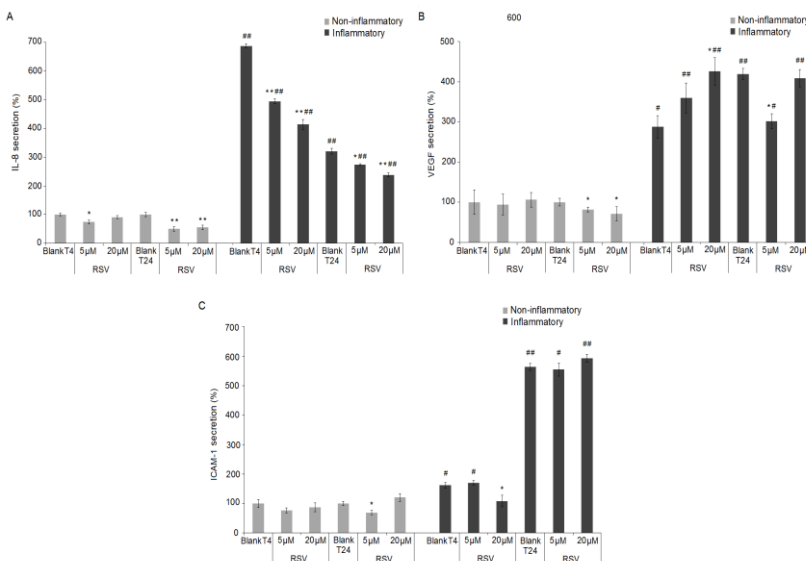 A
Non-inflammatory
Inflammatory
IL-8 secretion (%)
700
600
500
400
300
200
100
0
## **## **## ## *## **##
* ** **
BlankT4 5µM 20µM Blank T24 5µM 20µM BlankT4 5µM 20µM Blank T24 5µM 20µM
RSV RSV RSV RSV
B
600
Non-inflammatory
Inflammatory
VEGF secretion (%)
500
400
300
200
100
0
* * # ## *## ## *# ##
BlankT4 5µM 20µM Blank T24 5µM 20µM BlankT4 5µM 20µM Blank T24 5µM 20µM
RSV RSV RSV RSV
C
Non-inflammatory
Inflammatory
ICAM-1 secretion (%)
700
600
500
400
300
200
100
0
* # # * ## # ##
BlankT4 5µM 20µM Blank T24 5µM 20µM BlankT4 5µM 20µM Blank T24 5µM 20µM
RSV RSV RSV RSV